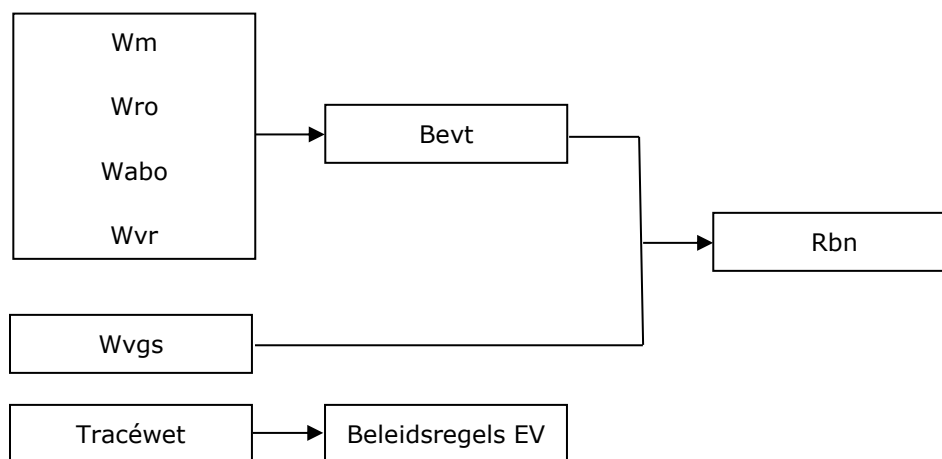 Wm
Wro
Wabo
Wvr
Bevt
Rbn
Wvgs
Tracéwet
Beleidsregels EV